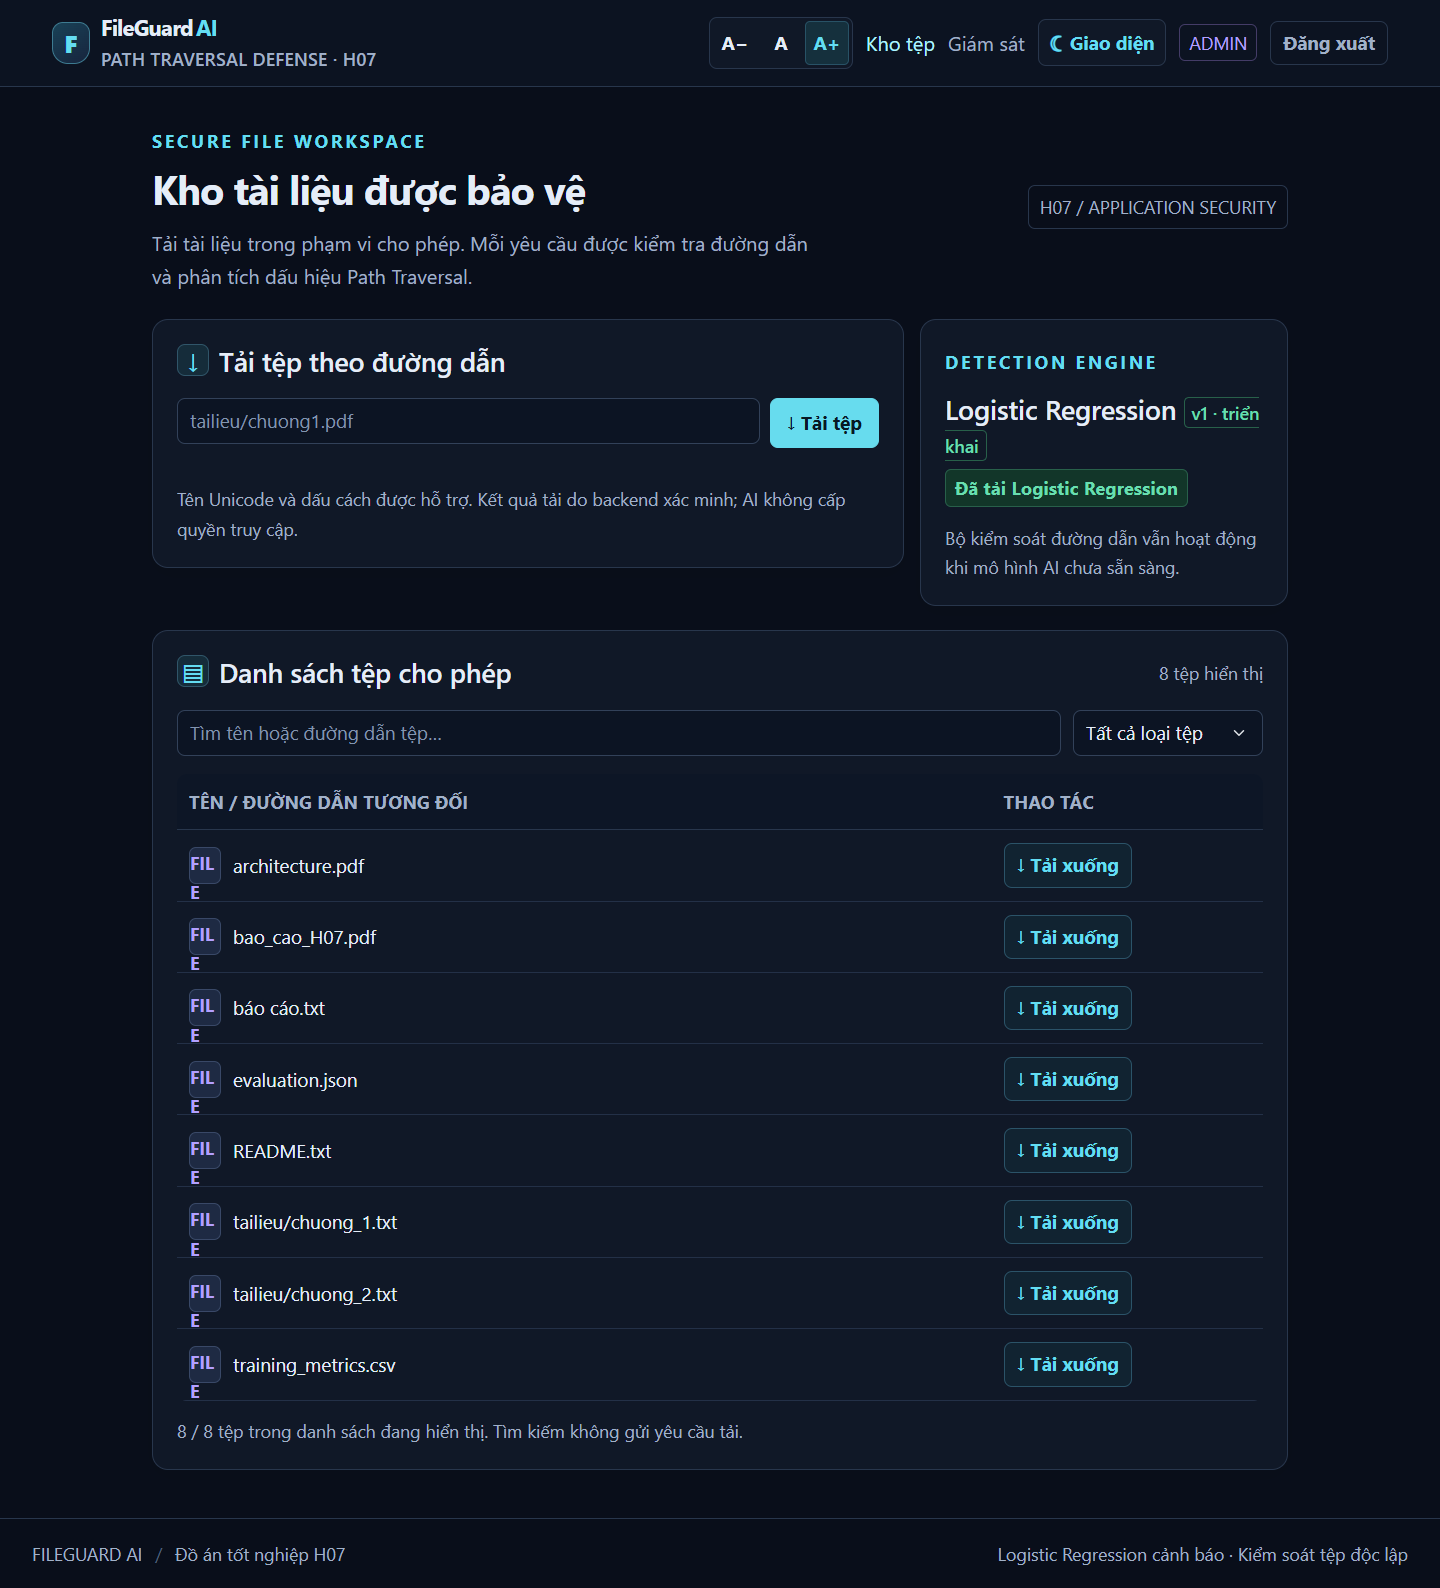 F
FileGuard AI
PATH TRAVERSAL DEFENSE · H07
A− A A+ Kho tệp Giám sát ☾ Giao diện ADMIN Đăng xuất
SECURE FILE WORKSPACE
Kho tài liệu được bảo vệ
Tải tài liệu trong phạm vi cho phép. Mỗi yêu cầu được kiểm tra đường dẫn
và phân tích dấu hiệu Path Traversal.
H07 / APPLICATION SECURITY
↓ Tải tệp theo đường dẫn
tailieu/chuong1.pdf
↓ Tải tệp
Tên Unicode và dấu cách được hỗ trợ. Kết quả tải do backend xác minh; AI không cấp
quyền truy cập.
DETECTION ENGINE
Logistic Regression v1 · triển
khai
Đã tải Logistic Regression
Bộ kiểm soát đường dẫn vẫn hoạt động
khi mô hình AI chưa sẵn sàng.
▤ Danh sách tệp cho phép
8 tệp hiển thị
Tìm tên hoặc đường dẫn tệp...
Tất cả loại tệp
TÊN / ĐƯỜNG DẪN TƯƠNG ĐỐI THAO TÁC
FIL
E
architecture.pdf ↓ Tải xuống
FIL
E
bao_cao_H07.pdf ↓ Tải xuống
FIL
E
báo cáo.txt ↓ Tải xuống
FIL
E
evaluation.json ↓ Tải xuống
FIL
E
README.txt ↓ Tải xuống
FIL
E
tailieu/chuong_1.txt ↓ Tải xuống
FIL
E
tailieu/chuong_2.txt ↓ Tải xuống
FIL
E
training_metrics.csv ↓ Tải xuống
8 / 8 tệp trong danh sách đang hiển thị. Tìm kiếm không gửi yêu cầu tải.
FILEGUARD AI / Đồ án tốt nghiệp H07
Logistic Regression cảnh báo · Kiểm soát tệp độc lập